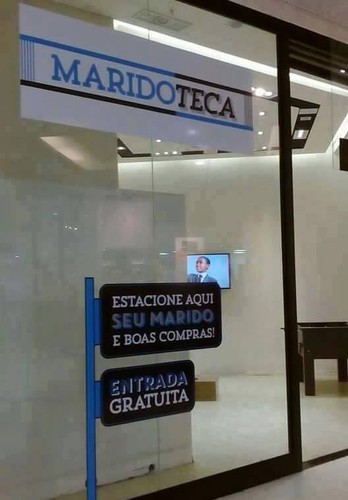 MARIDOTECA
ESTACIONE AQUI
SEU MARIDO
E BOAS COMPRAS!
ENTRADA
GRATUITA